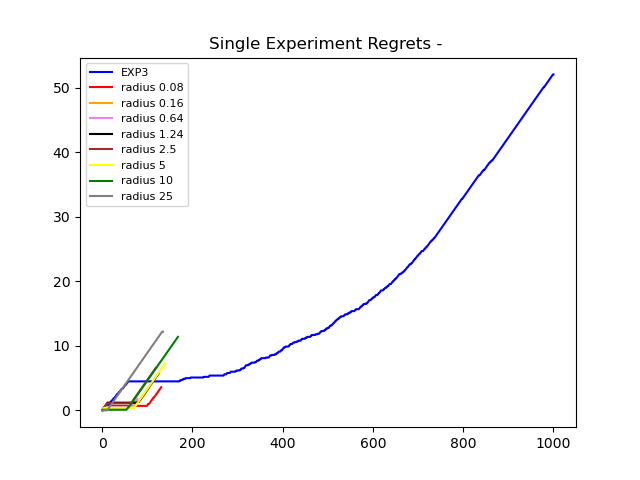 Single Experiment Regrets -
EXP3
radius 0.08
radius 0.16
radius 0.64
radius 1.24
radius 2.5
radius 5
radius 10
radius 25
50
40
30
20
10
0
0 200 400 600 800 1000